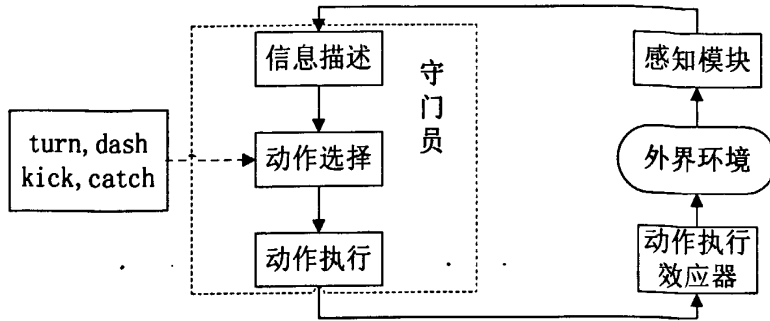 信息描述
守门员
感知模块
turn, dash
kick, catch
动作选择
外界环境
动作执行
动作执行
效应器